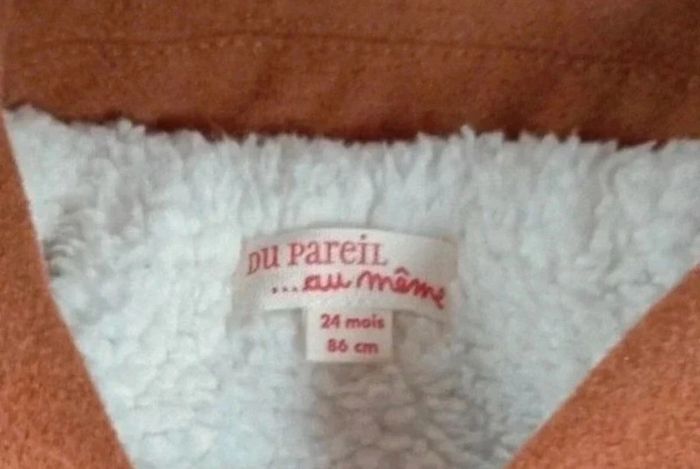 DU PAREIL
...au même
24 mois
86 cm